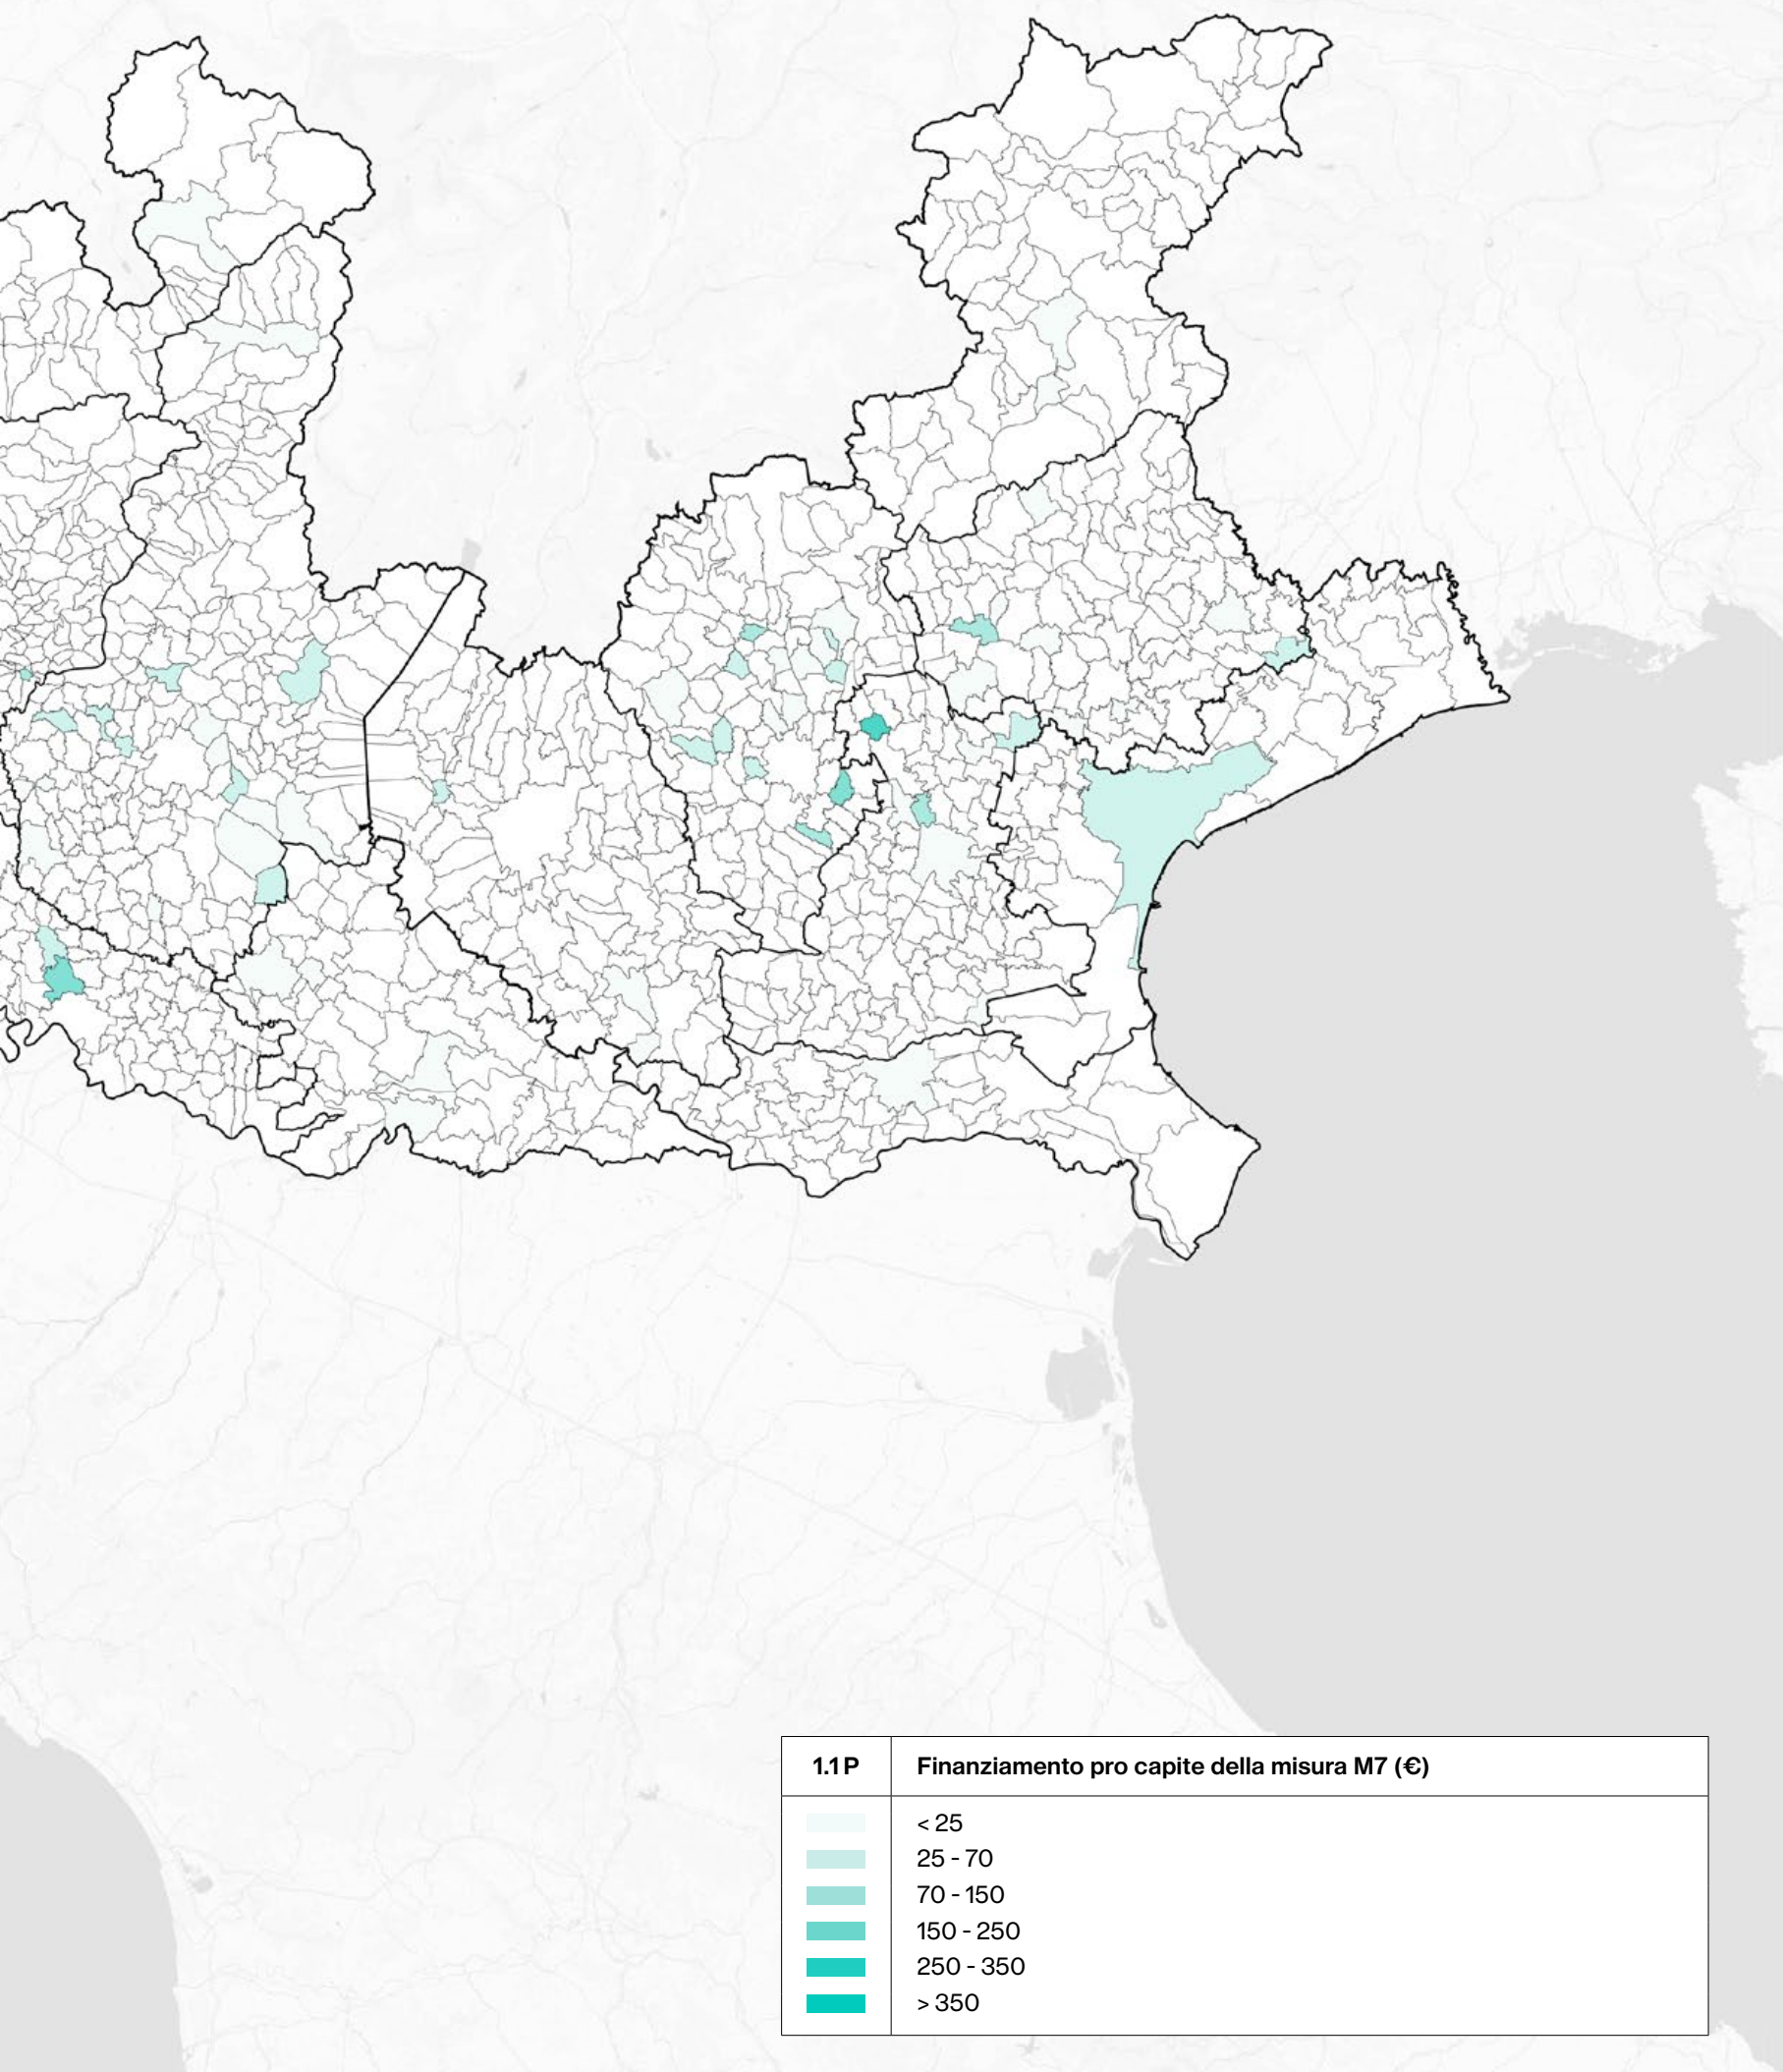 1.1 P Finanziamento pro capite della misura M7 (€)
< 25
25 - 70
70 - 150
150 - 250
250 - 350
> 350